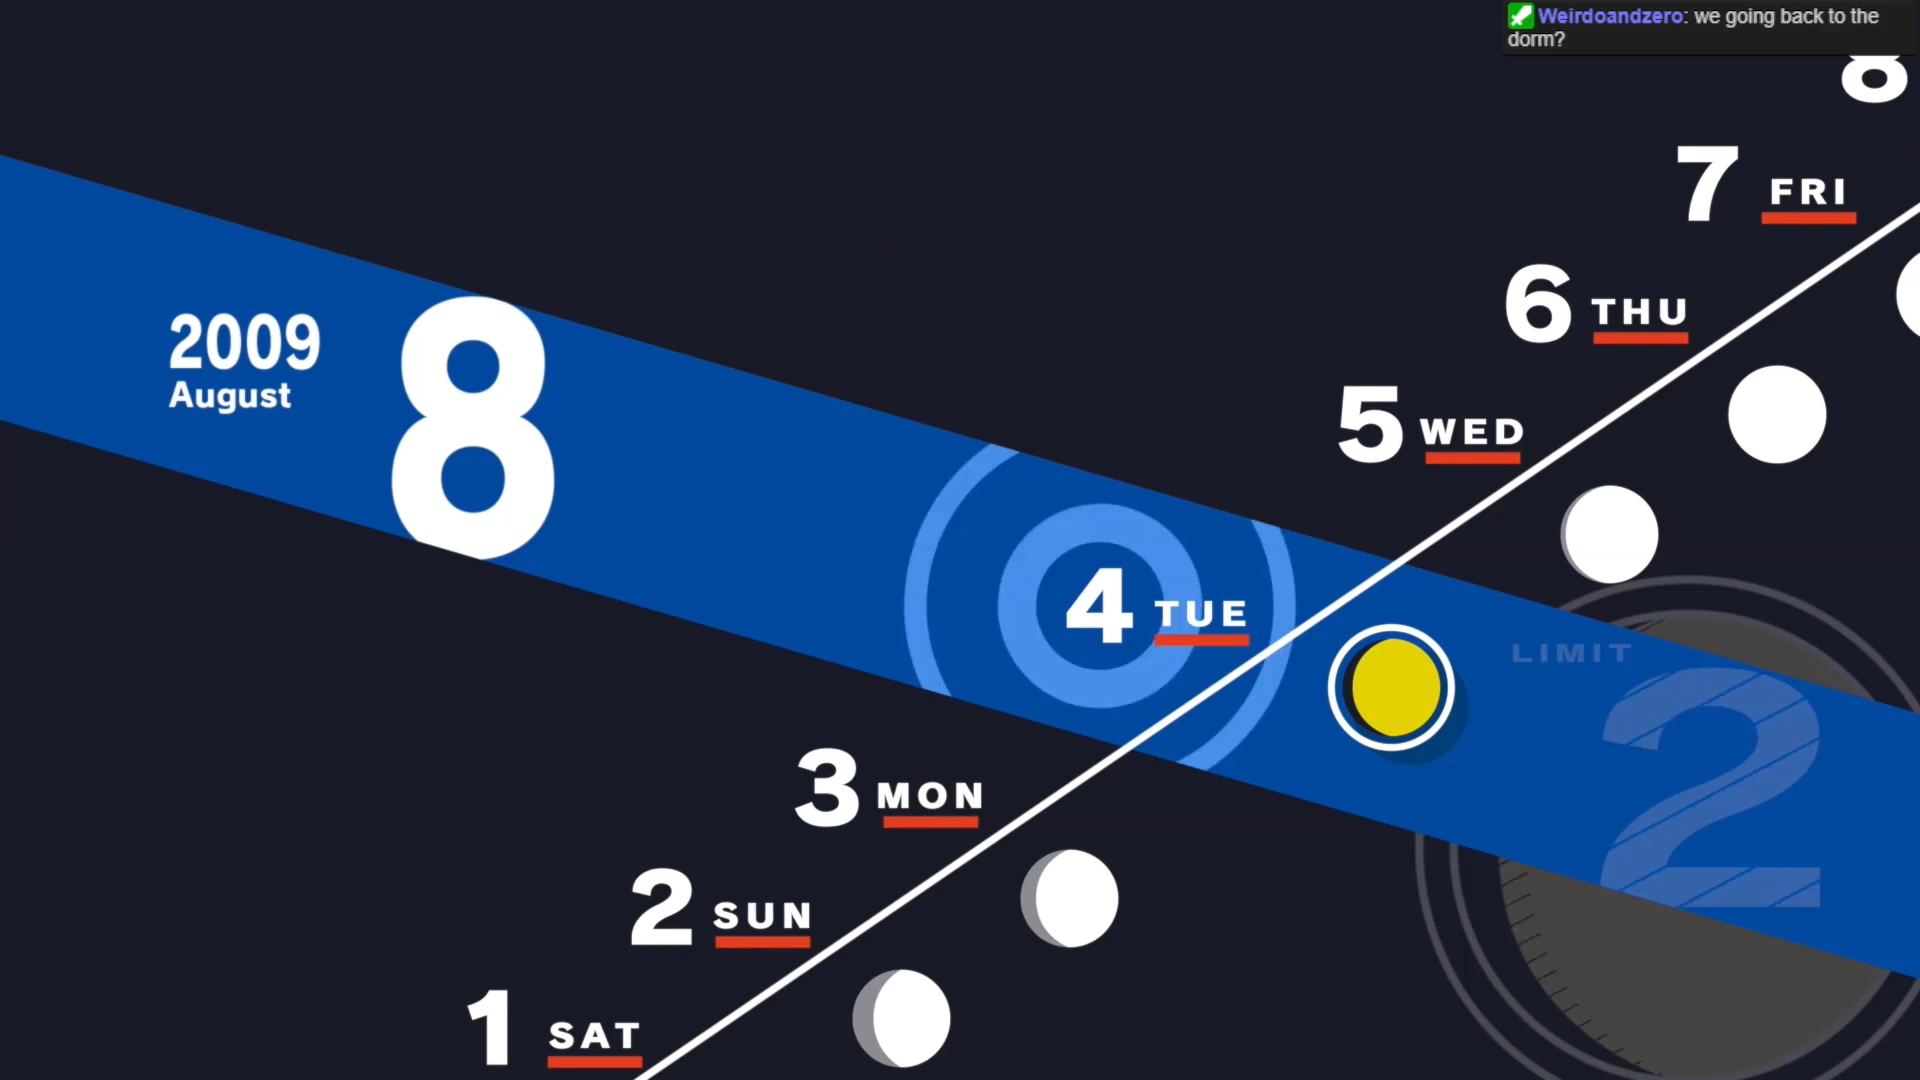 Weirdoandzero: we going back to the
dorm?
8
7 FRI
6 THU
5 WED
2009
August
8
4 TUE
LIMIT
2
3 MON
2 SUN
1 SAT